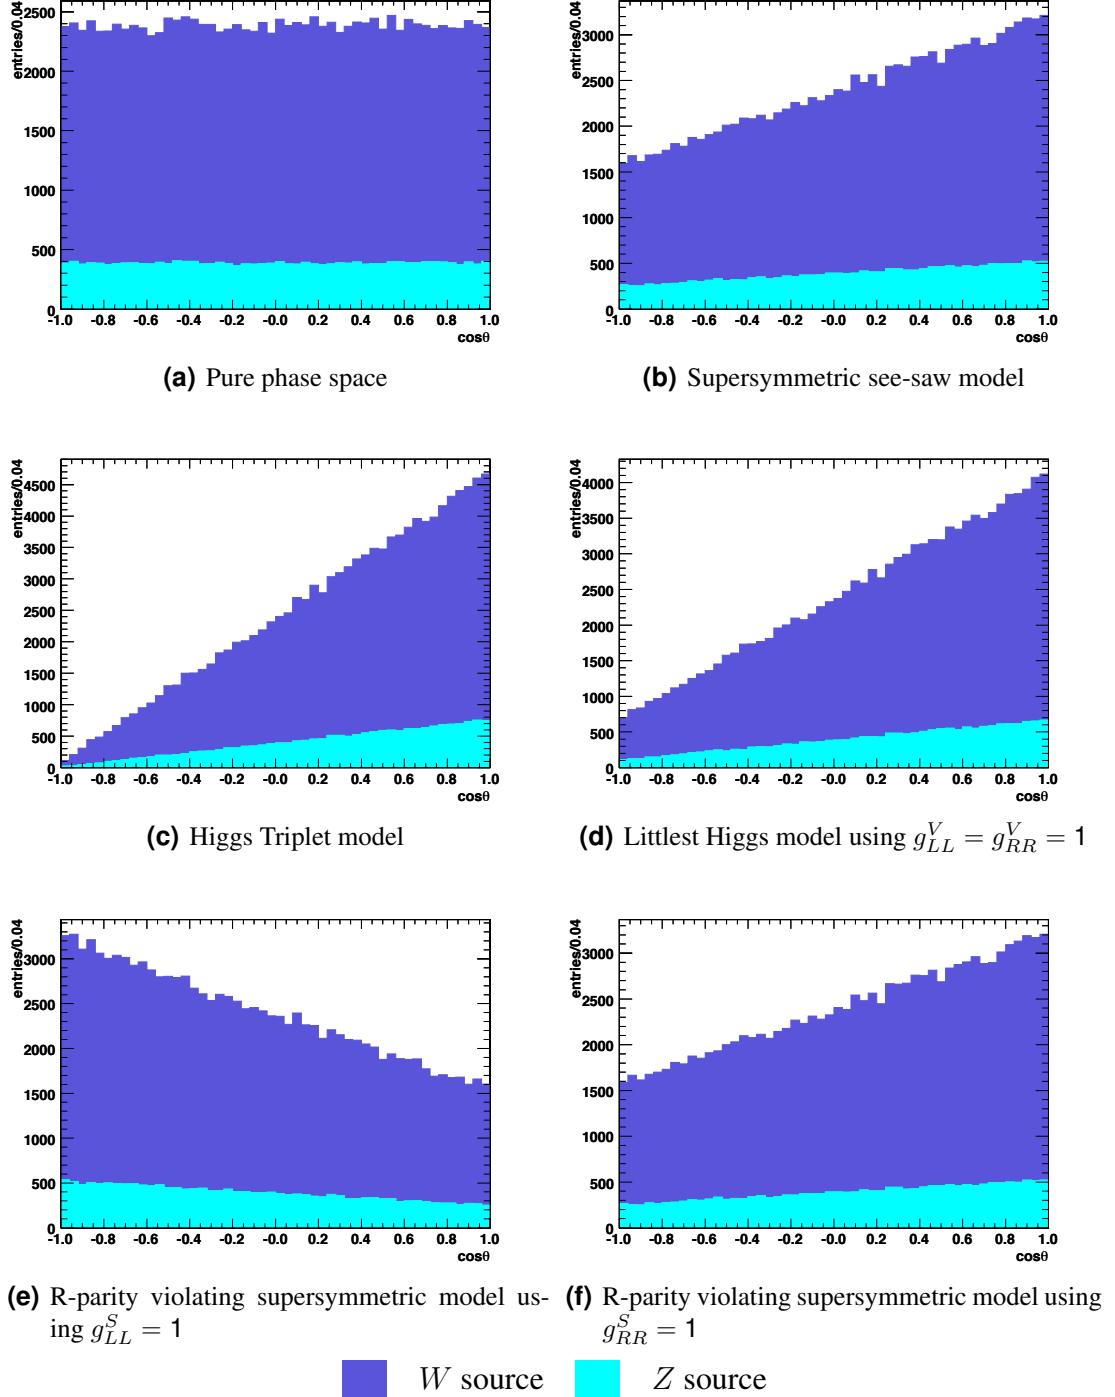 entries/0.04
2500
2000
1500
1000
500
0
-1.0 -0.8 -0.6 -0.4 -0.2 -0.0 0.2 0.4 0.6 0.8 1.0
cosθ
(a) Pure phase space
entries/0.04
3000
2500
2000
1500
1000
500
0
-1.0 -0.8 -0.6 -0.4 -0.2 -0.0 0.2 0.4 0.6 0.8 1.0
cosθ
(b) Supersymmetric see-saw model
entries/0.04
4500
4000
3500
3000
2500
2000
1500
1000
500
0
-1.0 -0.8 -0.6 -0.4 -0.2 -0.0 0.2 0.4 0.6 0.8 1.0
cosθ
(c) Higgs Triplet model
entries/0.04
4000
3500
3000
2500
2000
1500
1000
500
0
-1.0 -0.8 -0.6 -0.4 -0.2 -0.0 0.2 0.4 0.6 0.8 1.0
cosθ
(d) Littlest Higgs model using $g_{LL}^V = g_{RR}^V = 1$
entries/0.04
3000
2500
2000
1500
1000
500
0
-1.0 -0.8 -0.6 -0.4 -0.2 -0.0 0.2 0.4 0.6 0.8 1.0
cosθ
(e) R-parity violating supersymmetric model us-
ing $g_{LL}^S = 1$
entries/0.04
3000
2500
2000
1500
1000
500
0
-1.0 -0.8 -0.6 -0.4 -0.2 -0.0 0.2 0.4 0.6 0.8 1.0
cosθ
(f) R-parity violating supersymmetric model using
$g_{RR}^S = 1$
W source Z source